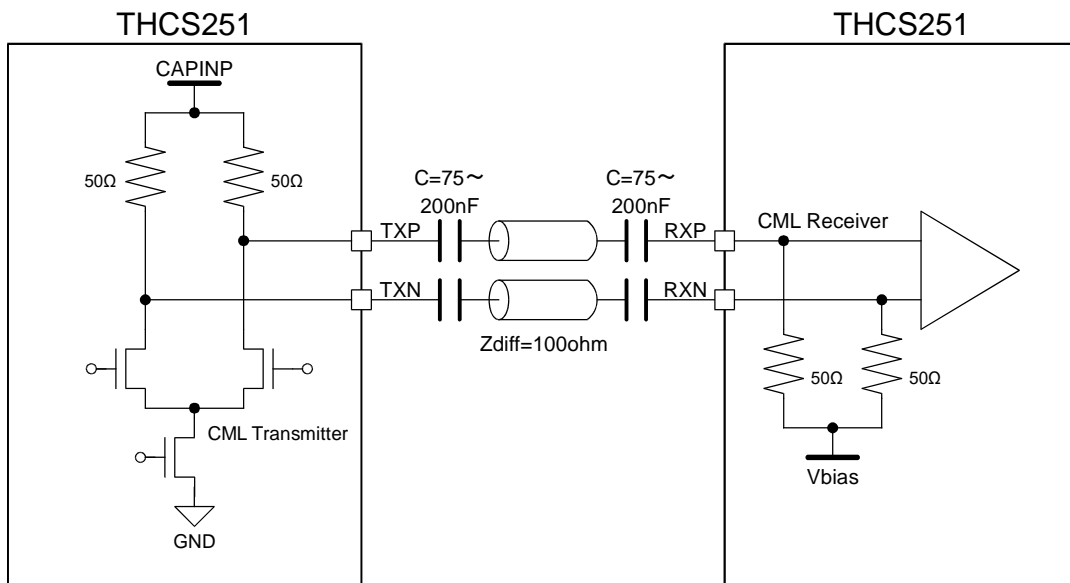 THCS251
THCS251
CAPINP
50Ω
50Ω
C=75～
200nF
C=75～
200nF
TXP
RXP
CML Receiver
TXN
RXN
Zdiff=100ohm
50Ω
50Ω
CML Transmitter
Vbias
GND